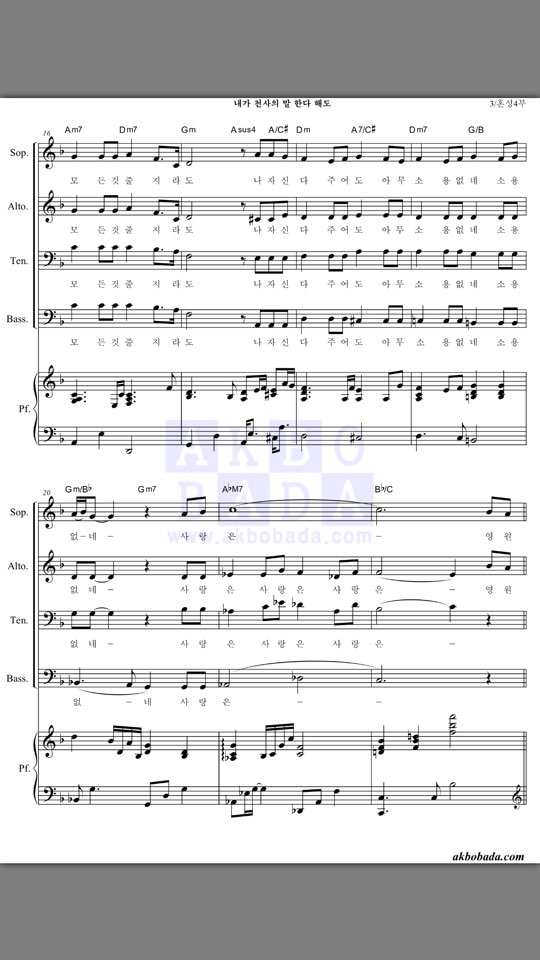 내가 천사의 말 한다 해도
3/혼성4부
16
Am7 Dm7 Gm Asus4 A/C# Dm A7/C# Dm7 G/B
Sop.
모 든것줄 지라도 나자신다 주어도 아무소 용없네 소용
Alto.
모 든것줄 지라도 나자신다 주어도 아무소 용없네 소용
Ten.
모 든것줄 지라도 나자신다 주어도 아무소 용없네 소용
Bass.
모 든것줄 지라도 나자신다 주어도 아무소 용없네 소용
Pf.
AKBO
BADA
www.akbobada.com
20
Gm/B♭ Gm7 A♭M7 B♭/C
Sop.
없-네- 사랑은 - - 영원
Alto.
없네- 사랑은사랑은 사랑은 - 영원
Ten.
없네- 사랑은사랑은 사랑은 -
Bass.
없- 네사랑은- -
Pf.
akbobada.com